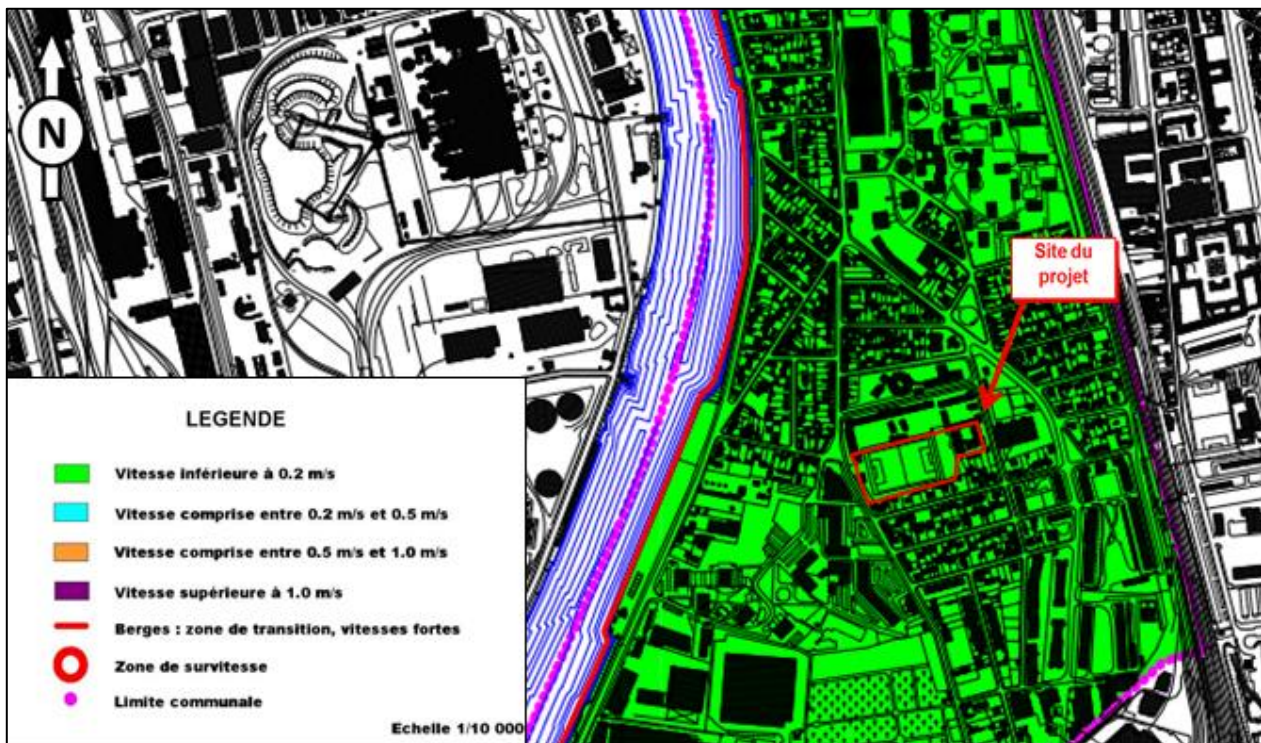 N
Site du
projet
LEGENDE
Vitesse inférieure à 0.2 m/s
Vitesse comprise entre 0.2 m/s et 0.5 m/s
Vitesse comprise entre 0.5 m/s et 1.0 m/s
Vitesse supérieure à 1.0 m/s
Berges : zone de transition, vitesses fortes
Zone de survitesse
Limite communale
Echelle 1/10 000